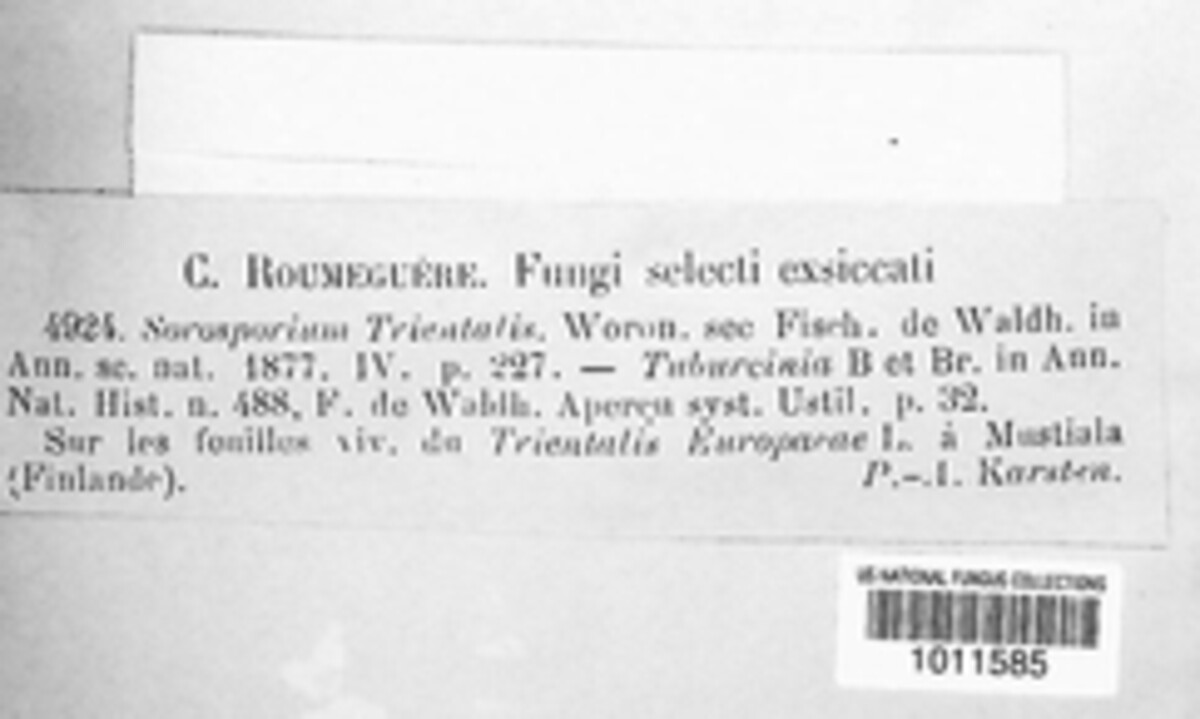 C. ROUMEGUÈRE. Fungi selecti exsiccati
4924. Sorosporium Trientalis. Woron. sec Fisch. de Waldh. in
Ann. sc. nat. 1877. IV. p. 227. — Tuburcinia B et Br. in Ann.
Nat. Hist. n. 488, F. de Waldh. Aperçu syst. Ustil. p. 32.
Sur les feuilles viv. du Trientalis Europaeae L. à Mustiala
(Finlande). P.-A. Karsten.
US NATIONAL FUNGUS COLLECTIONS
1011585